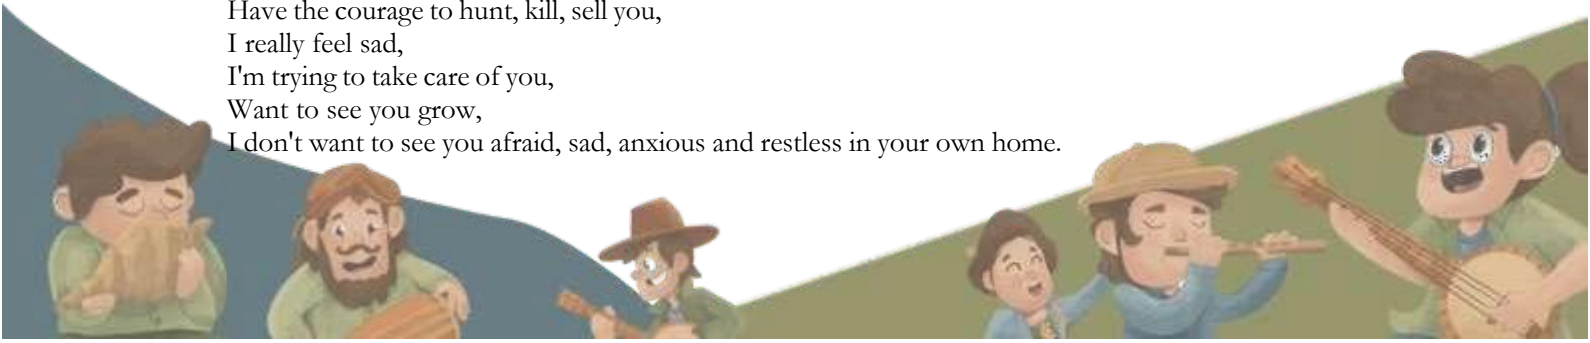 Have the courage to hunt, kill, sell you,
I really feel sad,
I'm trying to take care of you,
Want to see you grow,
I don't want to see you afraid, sad, anxious and restless in your own home.